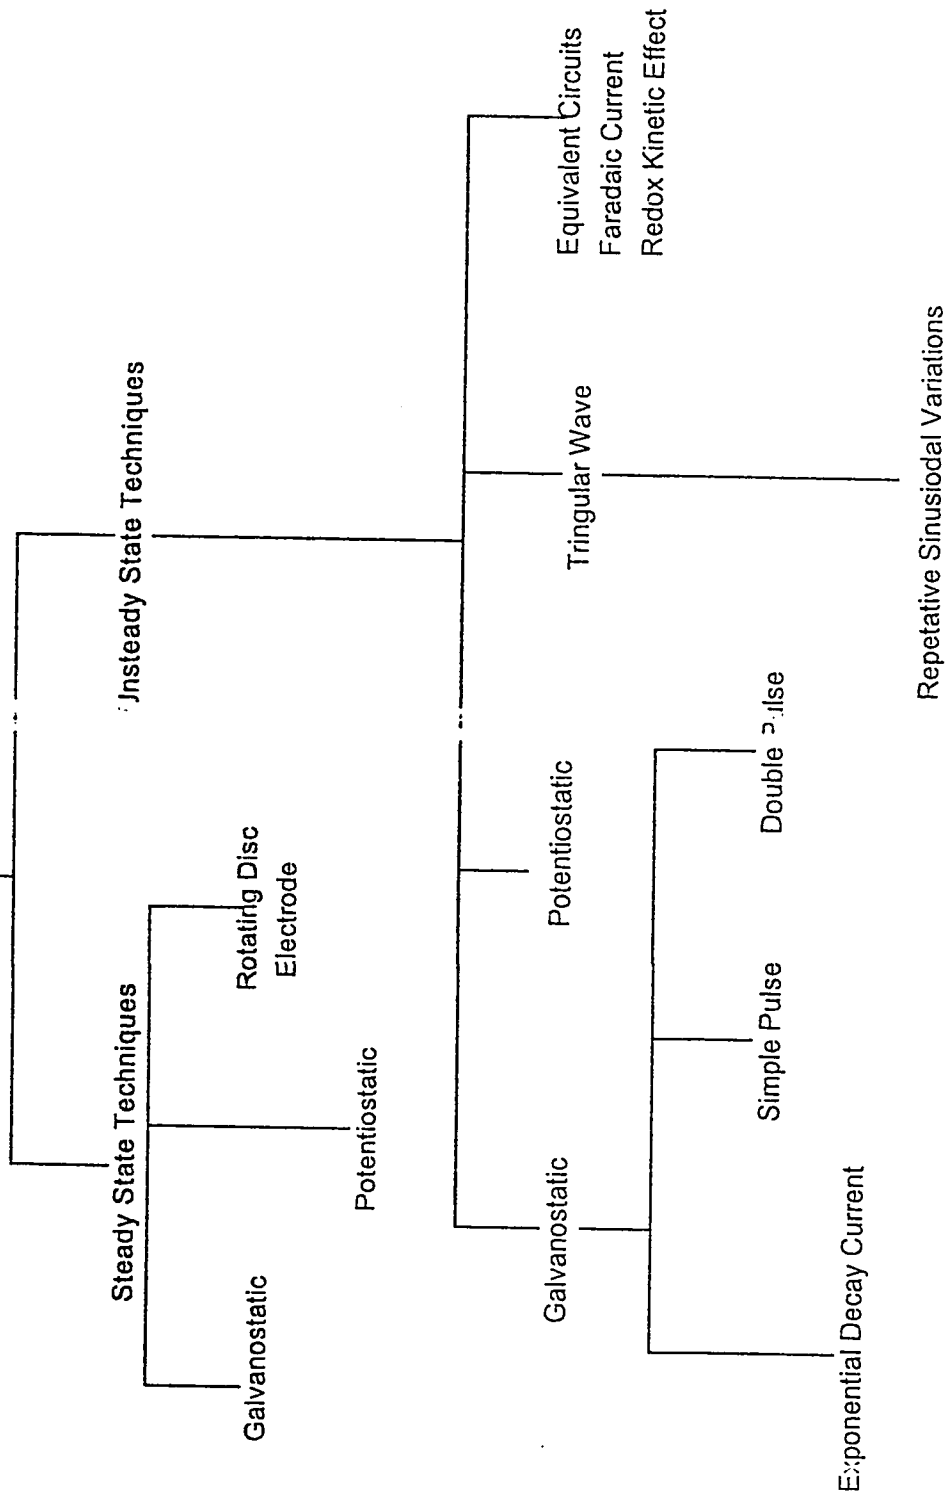 Steady State Techniques
Unsteady State Techniques
Galvanostatic
Potentiostatic
Rotating Disc
Electrode
Galvanostatic
Potentiostatic
Tringular Wave
Equivalent Circuits
Faradaic Current
Redox Kinetic Effect
Exponential Decay Current
Simple Pulse
Double Pulse
Repetative Sinusiodal Variations